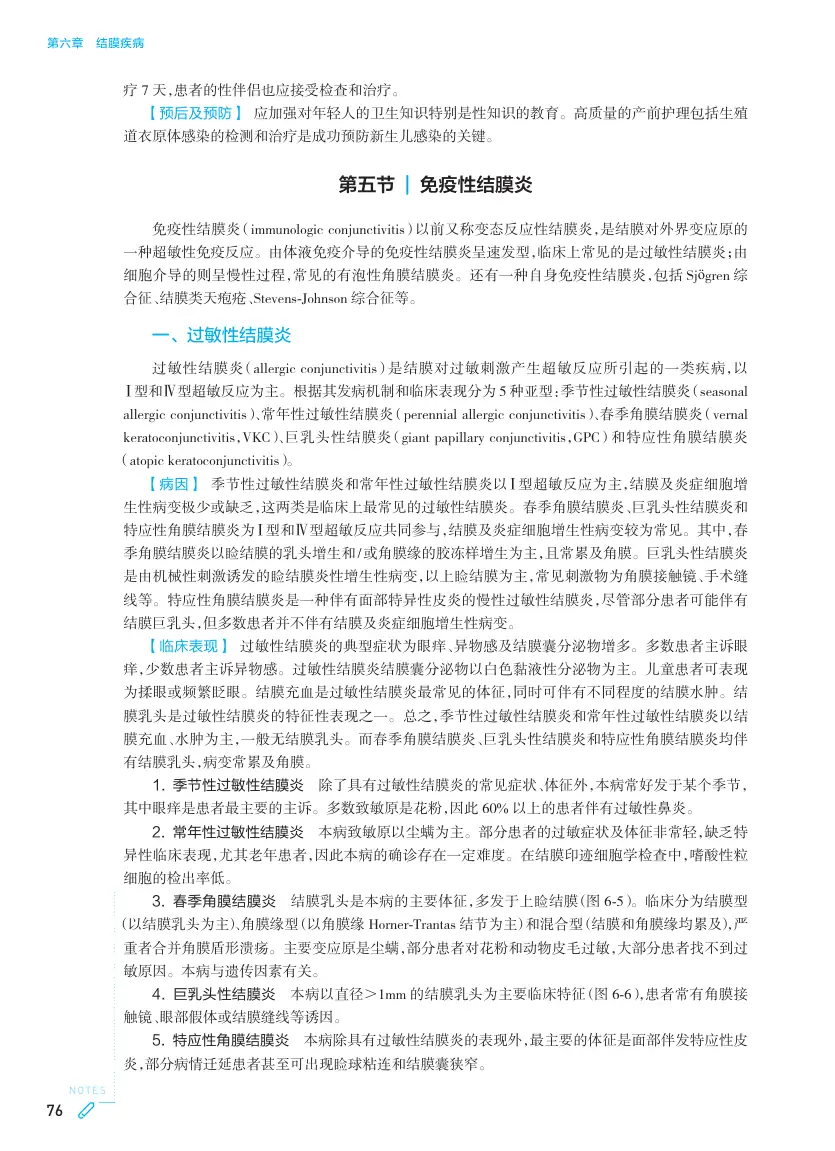 第六章　结膜疾病
疗 7 天,患者的性伴侣也应接受检查和治疗。
【预后及预防】 应加强对年轻人的卫生知识特别是性知识的教育。高质量的产前护理包括生殖
道衣原体感染的检测和治疗是成功预防新生儿感染的关键。
第五节 | 免疫性结膜炎
免疫性结膜炎(immunologic conjunctivitis)以前又称变态反应性结膜炎,是结膜对外界变应原的
一种超敏性免疫反应。由体液免疫介导的免疫性结膜炎呈速发型,临床上常见的是过敏性结膜炎;由
细胞介导的则呈慢性过程,常见的有泡性角膜结膜炎。还有一种自身免疫性结膜炎,包括 Sjögren 综
合征、结膜类天疱疮、Stevens-Johnson 综合征等。
一、过敏性结膜炎
过敏性结膜炎(allergic conjunctivitis)是结膜对过敏刺激产生超敏反应所引起的一类疾病,以
Ⅰ型和Ⅳ型超敏反应为主。根据其发病机制和临床表现分为 5 种亚型:季节性过敏性结膜炎(seasonal
allergic conjunctivitis)、常年性过敏性结膜炎(perennial allergic conjunctivitis)、春季角膜结膜炎(vernal
keratoconjunctivitis,VKC)、巨乳头性结膜炎(giant papillary conjunctivitis,GPC)和特应性角膜结膜炎
(atopic keratoconjunctivitis)。
【病因】 季节性过敏性结膜炎和常年性过敏性结膜炎以Ⅰ型超敏反应为主,结膜及炎症细胞增
生性病变极少或缺乏,这两类是临床上最常见的过敏性结膜炎。春季角膜结膜炎、巨乳头性结膜炎和
特应性角膜结膜炎为Ⅰ型和Ⅳ型超敏反应共同参与,结膜及炎症细胞增生性病变较为常见。其中,春
季角膜结膜炎以睑结膜的乳头增生和/或角膜缘的胶冻样增生为主,且常累及角膜。巨乳头性结膜炎
是由机械性刺激诱发的睑结膜炎性增生性病变,以上睑结膜为主,常见刺激物为角膜接触镜、手术缝
线等。特应性角膜结膜炎是一种伴有面部特异性皮炎的慢性过敏性结膜炎,尽管部分患者可能伴有
结膜巨乳头,但多数患者并不伴有结膜及炎症细胞增生性病变。
【临床表现】 过敏性结膜炎的典型症状为眼痒、异物感及结膜囊分泌物增多。多数患者主诉眼
痒,少数患者主诉异物感。过敏性结膜炎结膜囊分泌物以白色黏液性分泌物为主。儿童患者可表现
为揉眼或频繁眨眼。结膜充血是过敏性结膜炎最常见的体征,同时可伴有不同程度的结膜水肿。结
膜乳头是过敏性结膜炎的特征性表现之一。总之,季节性过敏性结膜炎和常年性过敏性结膜炎以结
膜充血、水肿为主,一般无结膜乳头。而春季角膜结膜炎、巨乳头性结膜炎和特应性角膜结膜炎均伴
有结膜乳头,病变常累及角膜。
1. 季节性过敏性结膜炎　除了具有过敏性结膜炎的常见症状、体征外,本病常好发于某个季节,
其中眼痒是患者最主要的主诉。多数致敏原是花粉,因此 60% 以上的患者伴有过敏性鼻炎。
2. 常年性过敏性结膜炎　本病致敏原以尘螨为主。部分患者的过敏症状及体征非常轻,缺乏特
异性临床表现,尤其老年患者,因此本病的确诊存在一定难度。在结膜印迹细胞学检查中,嗜酸性粒
细胞的检出率低。
3. 春季角膜结膜炎　结膜乳头是本病的主要体征,多发于上睑结膜(图 6-5)。临床分为结膜型
(以结膜乳头为主)、角膜缘型(以角膜缘 Horner-Trantas 结节为主)和混合型(结膜和角膜缘均累及),严
重者合并角膜盾形溃疡。主要变应原是尘螨,部分患者对花粉和动物皮毛过敏,大部分患者找不到过
敏原因。本病与遗传因素有关。
4. 巨乳头性结膜炎　本病以直径＞1mm 的结膜乳头为主要临床特征(图 6-6),患者常有角膜接
触镜、眼部假体或结膜缝线等诱因。
5. 特应性角膜结膜炎　本病除具有过敏性结膜炎的表现外,最主要的体征是面部伴发特应性皮
炎,部分病情迁延患者甚至可出现睑球粘连和结膜囊狭窄。
NOTES
76